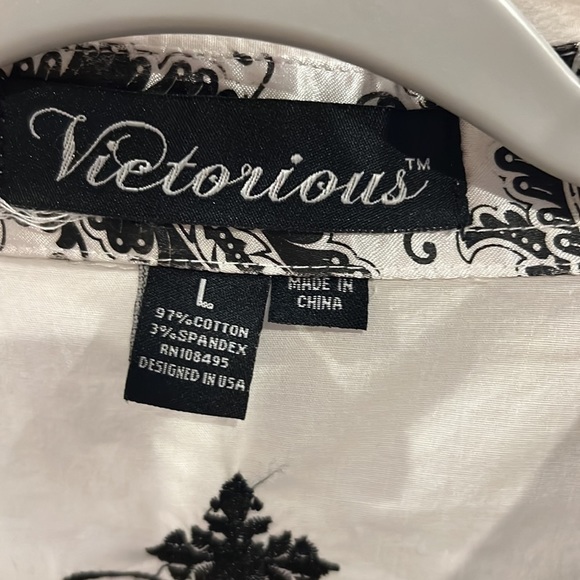 Victorious™
L
97%COTTON
3%SPANDEX
RN108495
DESIGNED IN USA
MADE IN
CHINA